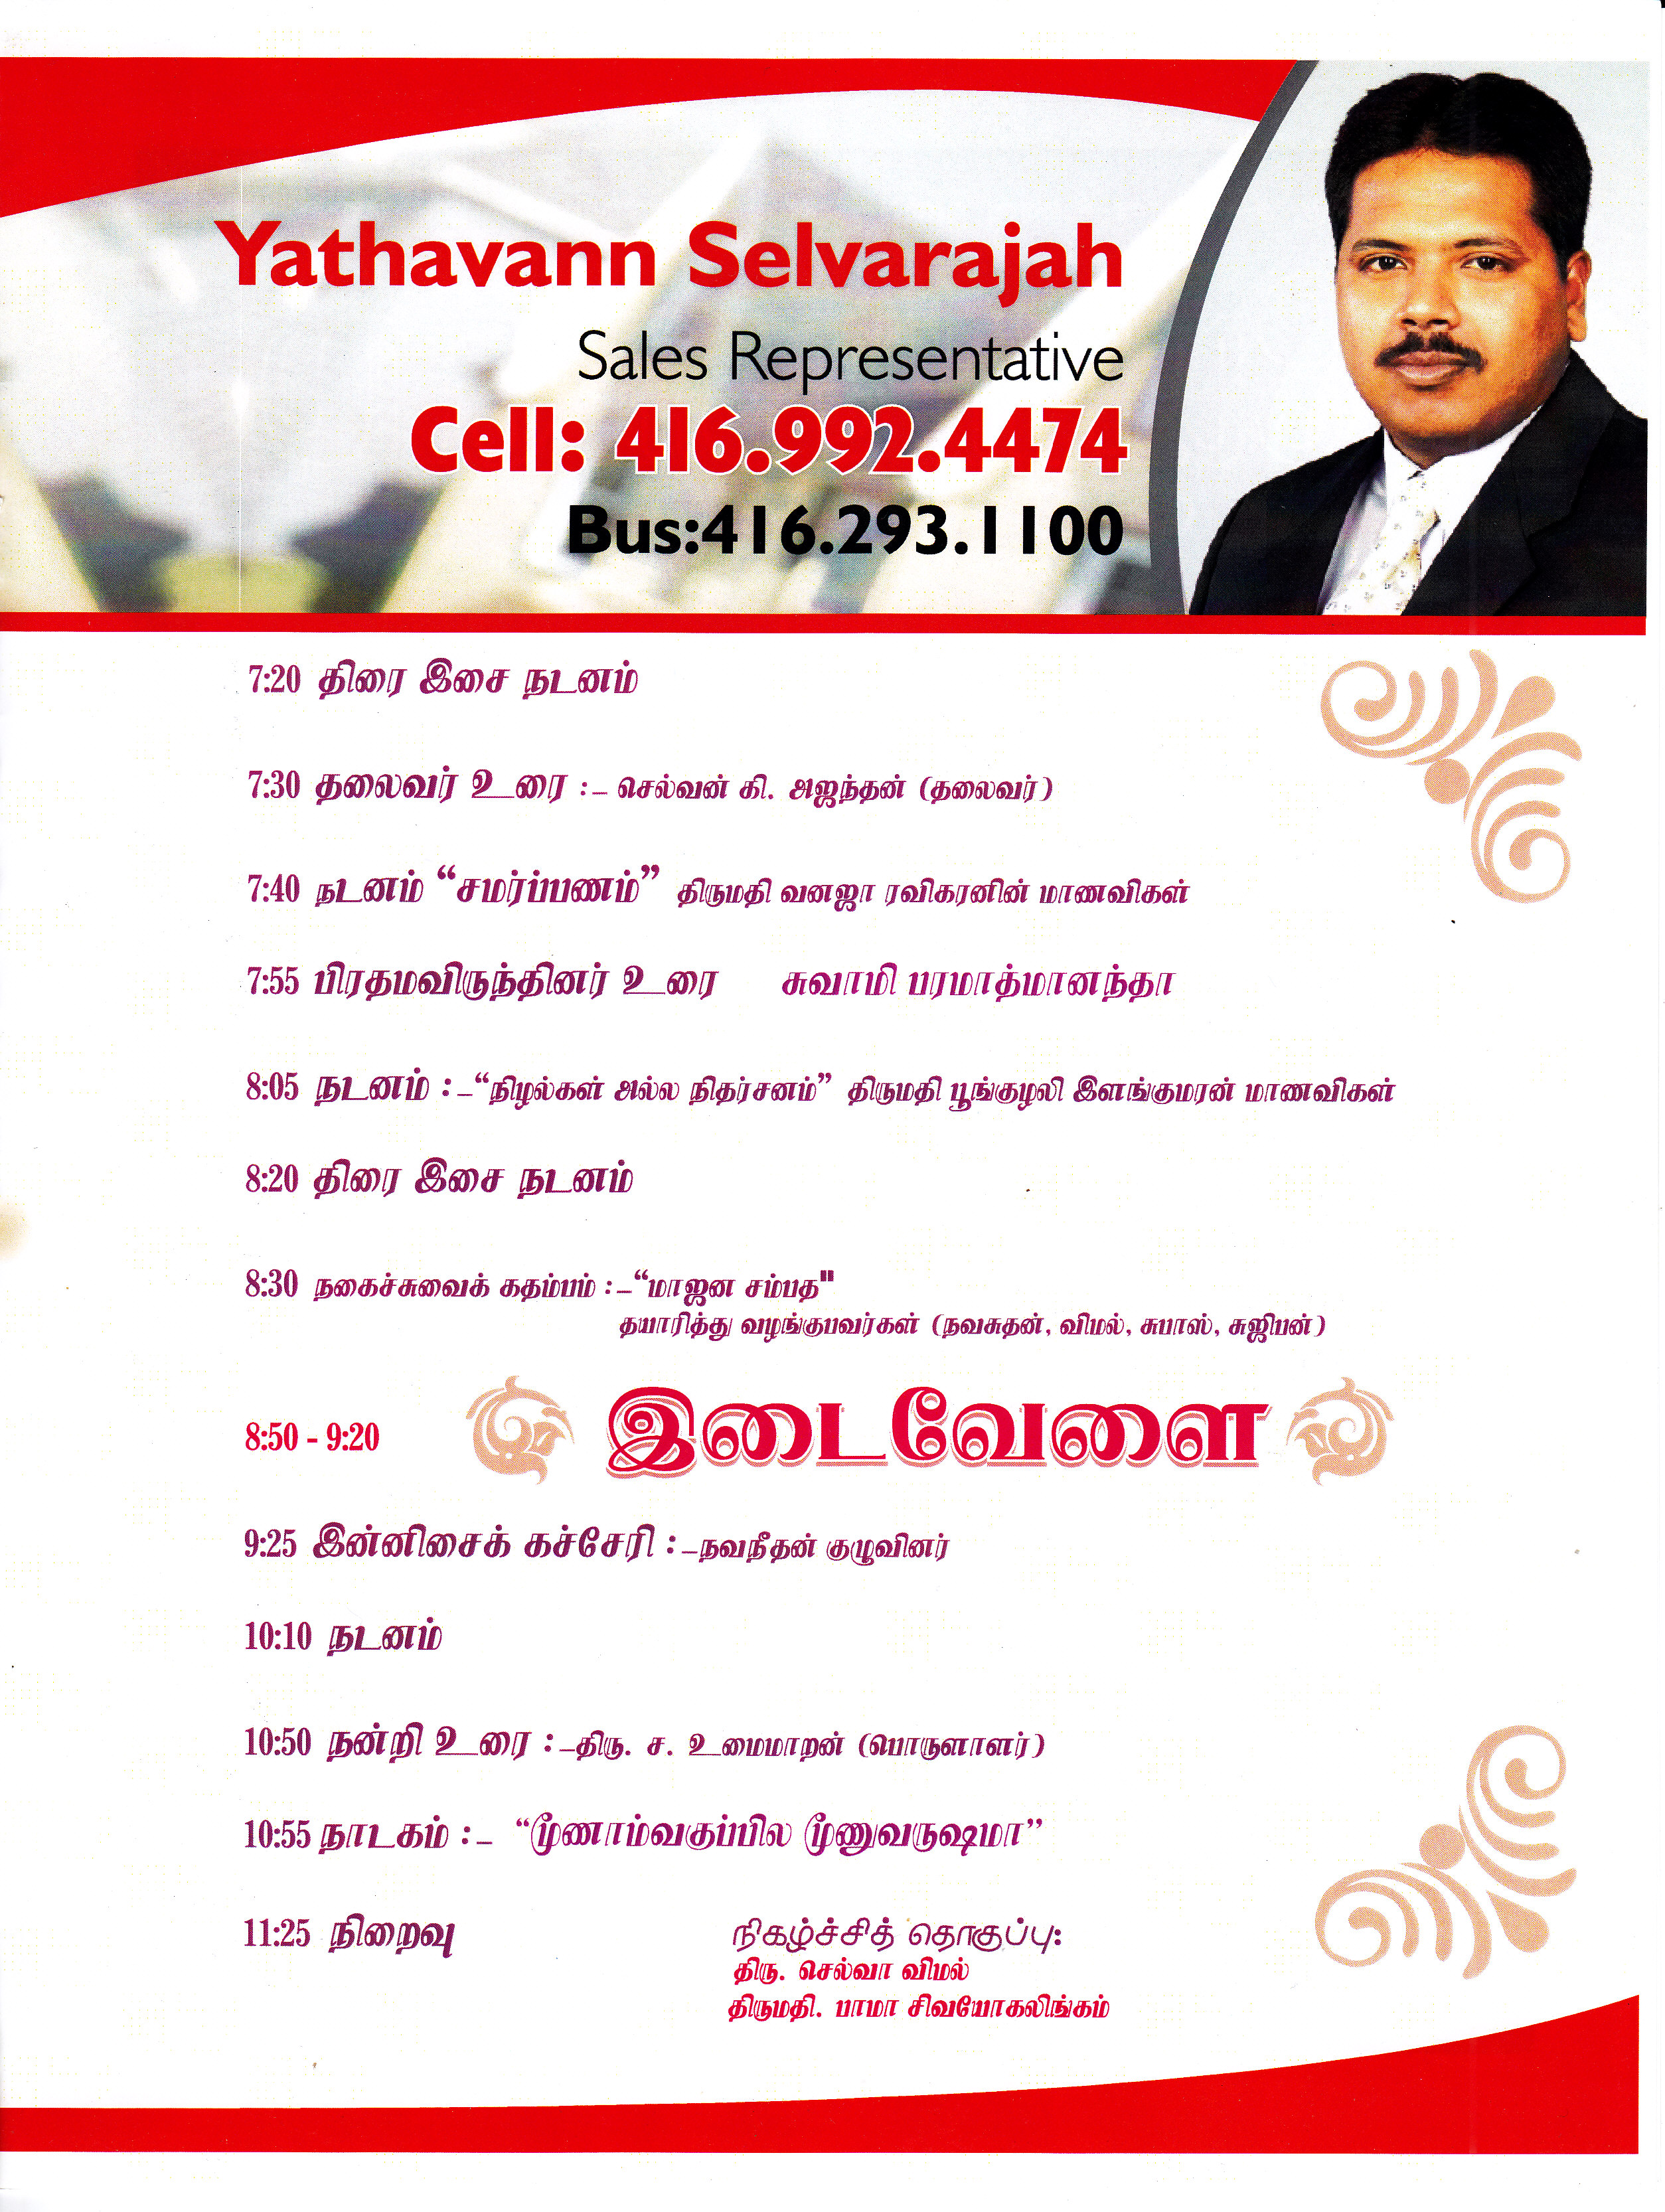 Yathavann Selvarajah
Sales Representative
Cell: 416.992.4474
Bus:416.293.1100
7:20 திரை இசை நடனம்
7:30 தலைவர் உரை :– செல்வன் கி. அஜந்தன் (தலைவர்)
7:40 நடனம் “சமர்ப்பணம்” திருமதி வனஜா ரவிகரனின் மாணவிகள்
7:55 பிரதமவிருந்தினர் உரை சுவாமி பரமாத்மானந்தா
8:05 நடனம் :–“நிழல்கள் அல்ல நிதர்சனம்” திருமதி பூங்குழலி இளங்குமரன் மாணவிகள்
8:20 திரை இசை நடனம்
8:30 நகைச்சுவைக் கதம்பம் :–“மாஜன சம்பத"
தயாரித்து வழங்குபவர்கள் (நவசுதன், விமல், சுபாஸ், சுஜிபன்)
8:50 - 9:20 இடைவேளை
9:25 இன்னிசைக் கச்சேரி :–நவநீதன் குழுவினர்
10:10 நடனம்
10:50 நன்றி உரை :–திரு. ச. உமைமாறன் (பொருளாளர்)
10:55 நாடகம் :– “மூணாம்வகுப்பில மூணுவருஷமா”
11:25 நிறைவு
நிகழ்ச்சித் தொகுப்பு:
திரு. செல்வா விமல்
திருமதி. பாமா சிவயோகலிங்கம்